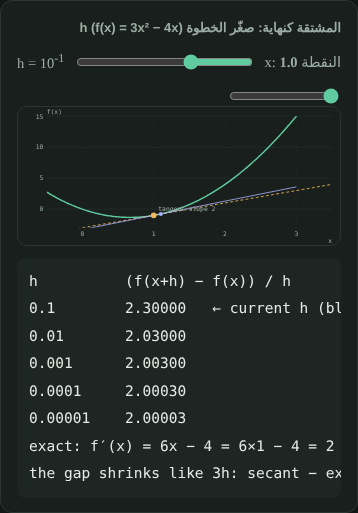 المشتقة كنهاية: صغّر الخطوة h (f(x) = 3x² − 4x)
النقطة x: 1.0
h = 10⁻¹
f(x)
15
10
5
0
tangent slope 2
0 1 2 3
x
h (f(x+h) − f(x)) / h
0.1 2.30000 ← current h (bl
0.01 2.03000
0.001 2.00300
0.0001 2.00030
0.00001 2.00003
exact: f′(x) = 6x − 4 = 6×1 − 4 = 2
the gap shrinks like 3h: secant − ex